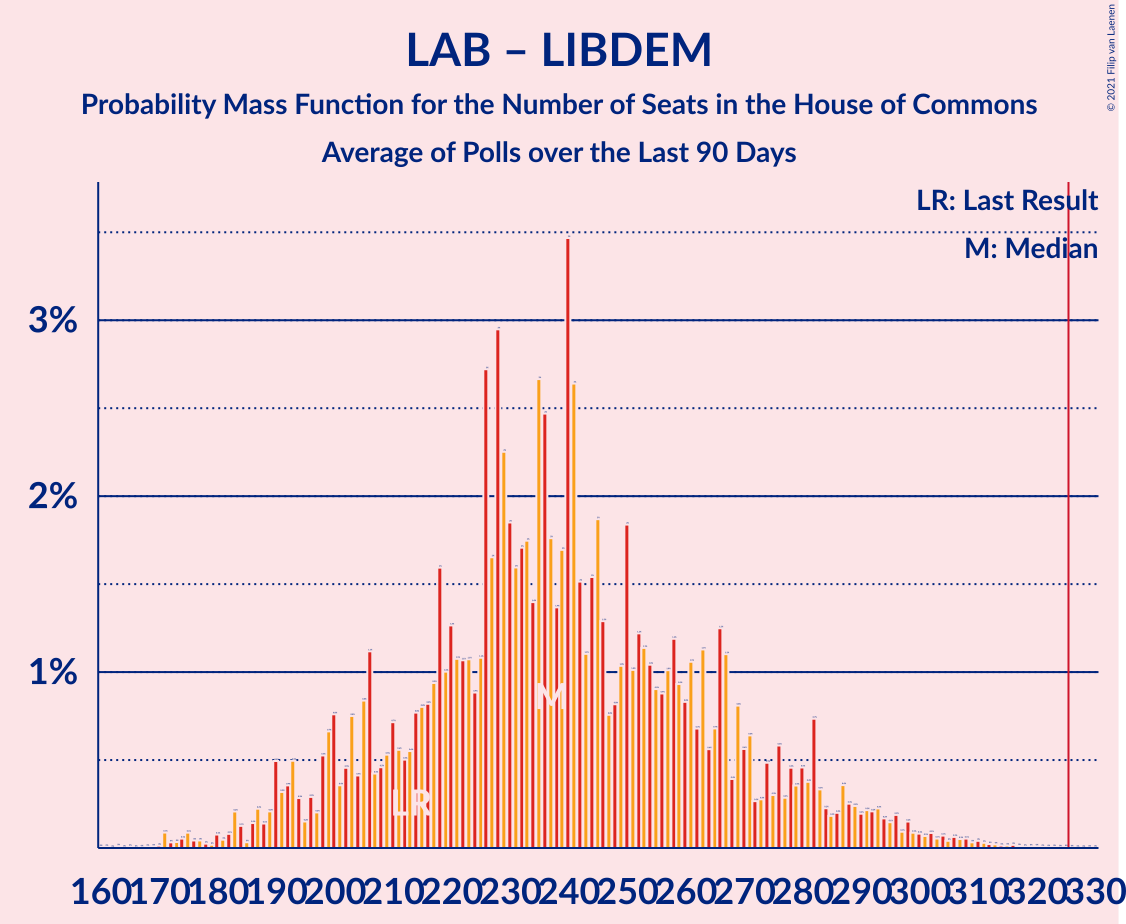 LAB – LIBDEM
Probability Mass Function for the Number of Seats in the House of Commons
Average of Polls over the Last 90 Days
© 2021 Filip van Laenen
LR: Last Result
M: Median
3%
2%
1%
M
LR
160 170 180 190 200 210 220 230 240 250 260 270 280 290 300 310 320 330